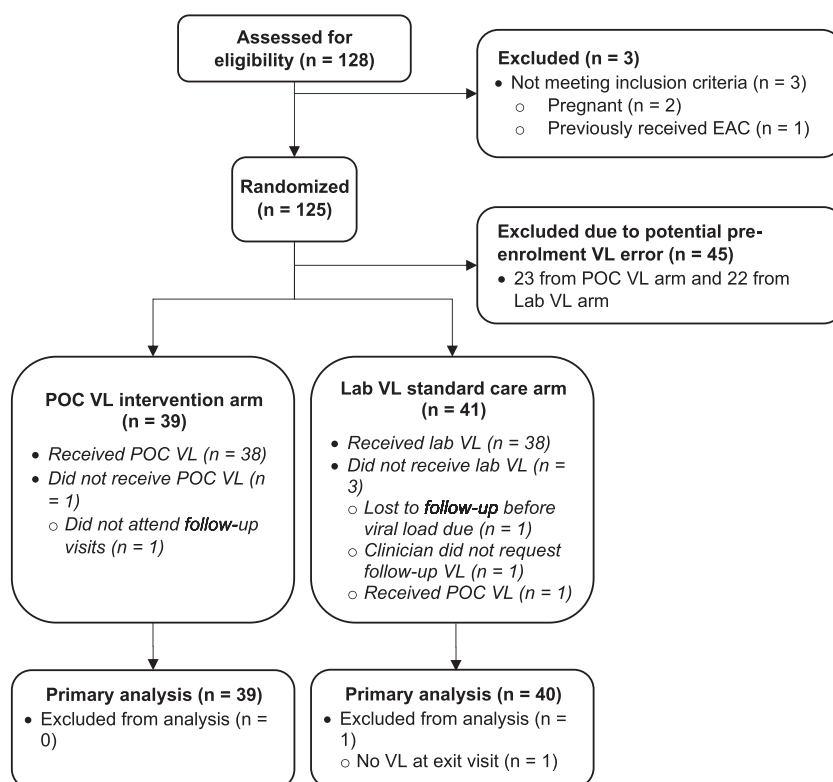 Assessed for
eligibility (n = 128)
Excluded (n = 3)
• Not meeting inclusion criteria (n = 3)
○ Pregnant (n = 2)
○ Previously received EAC (n = 1)
Randomized
(n = 125)
Excluded due to potential pre-
enrolment VL error (n = 45)
• 23 from POC VL arm and 22 from
Lab VL arm
POC VL intervention arm
(n = 39)
• Received POC VL (n = 38)
• Did not receive POC VL (n
= 1)
○ Did not attend follow-up
visits (n = 1)
Lab VL standard care arm
(n = 41)
• Received lab VL (n = 38)
• Did not receive lab VL (n =
3)
○ Lost to follow-up before
viral load due (n = 1)
○ Clinician did not request
follow-up VL (n = 1)
○ Received POC VL (n = 1)
Primary analysis (n = 39)
• Excluded from analysis (n =
0)
Primary analysis (n = 40)
• Excluded from analysis (n =
1)
○ No VL at exit visit (n = 1)